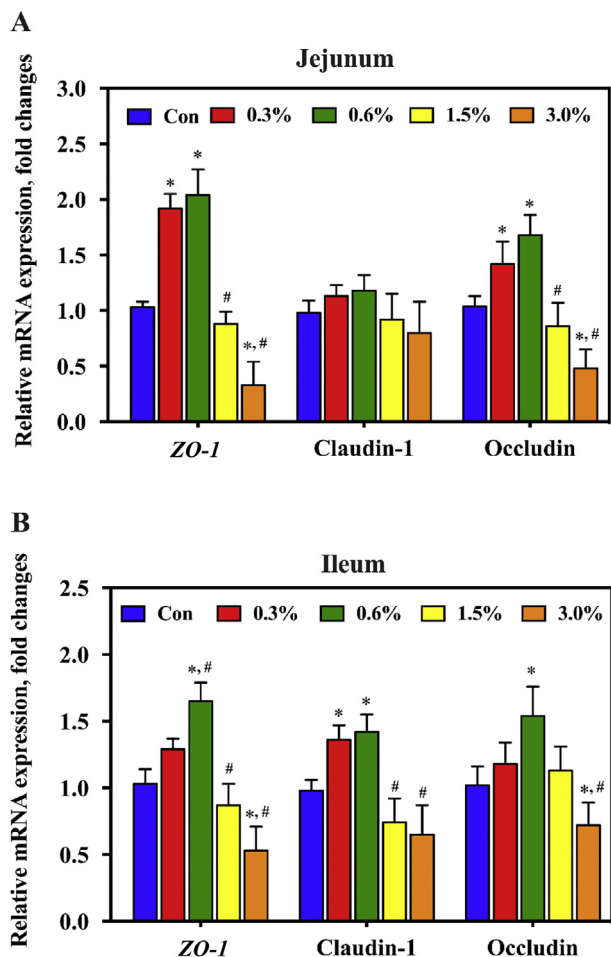 A
Jejunum
Relative mRNA expression, fold changes
3.0
2.5
2.0
1.5
1.0
0.5
0.0
Con 0.3% 0.6% 1.5% 3.0%
* * # *, #
* * # *, #
ZO-1 Claudin-1 Occludin
B
Ileum
Relative mRNA expression, fold changes
2.5
2.0
1.5
1.0
0.5
0.0
Con 0.3% 0.6% 1.5% 3.0%
*, # # *, #
* * # #
* *, #
ZO-1 Claudin-1 Occludin